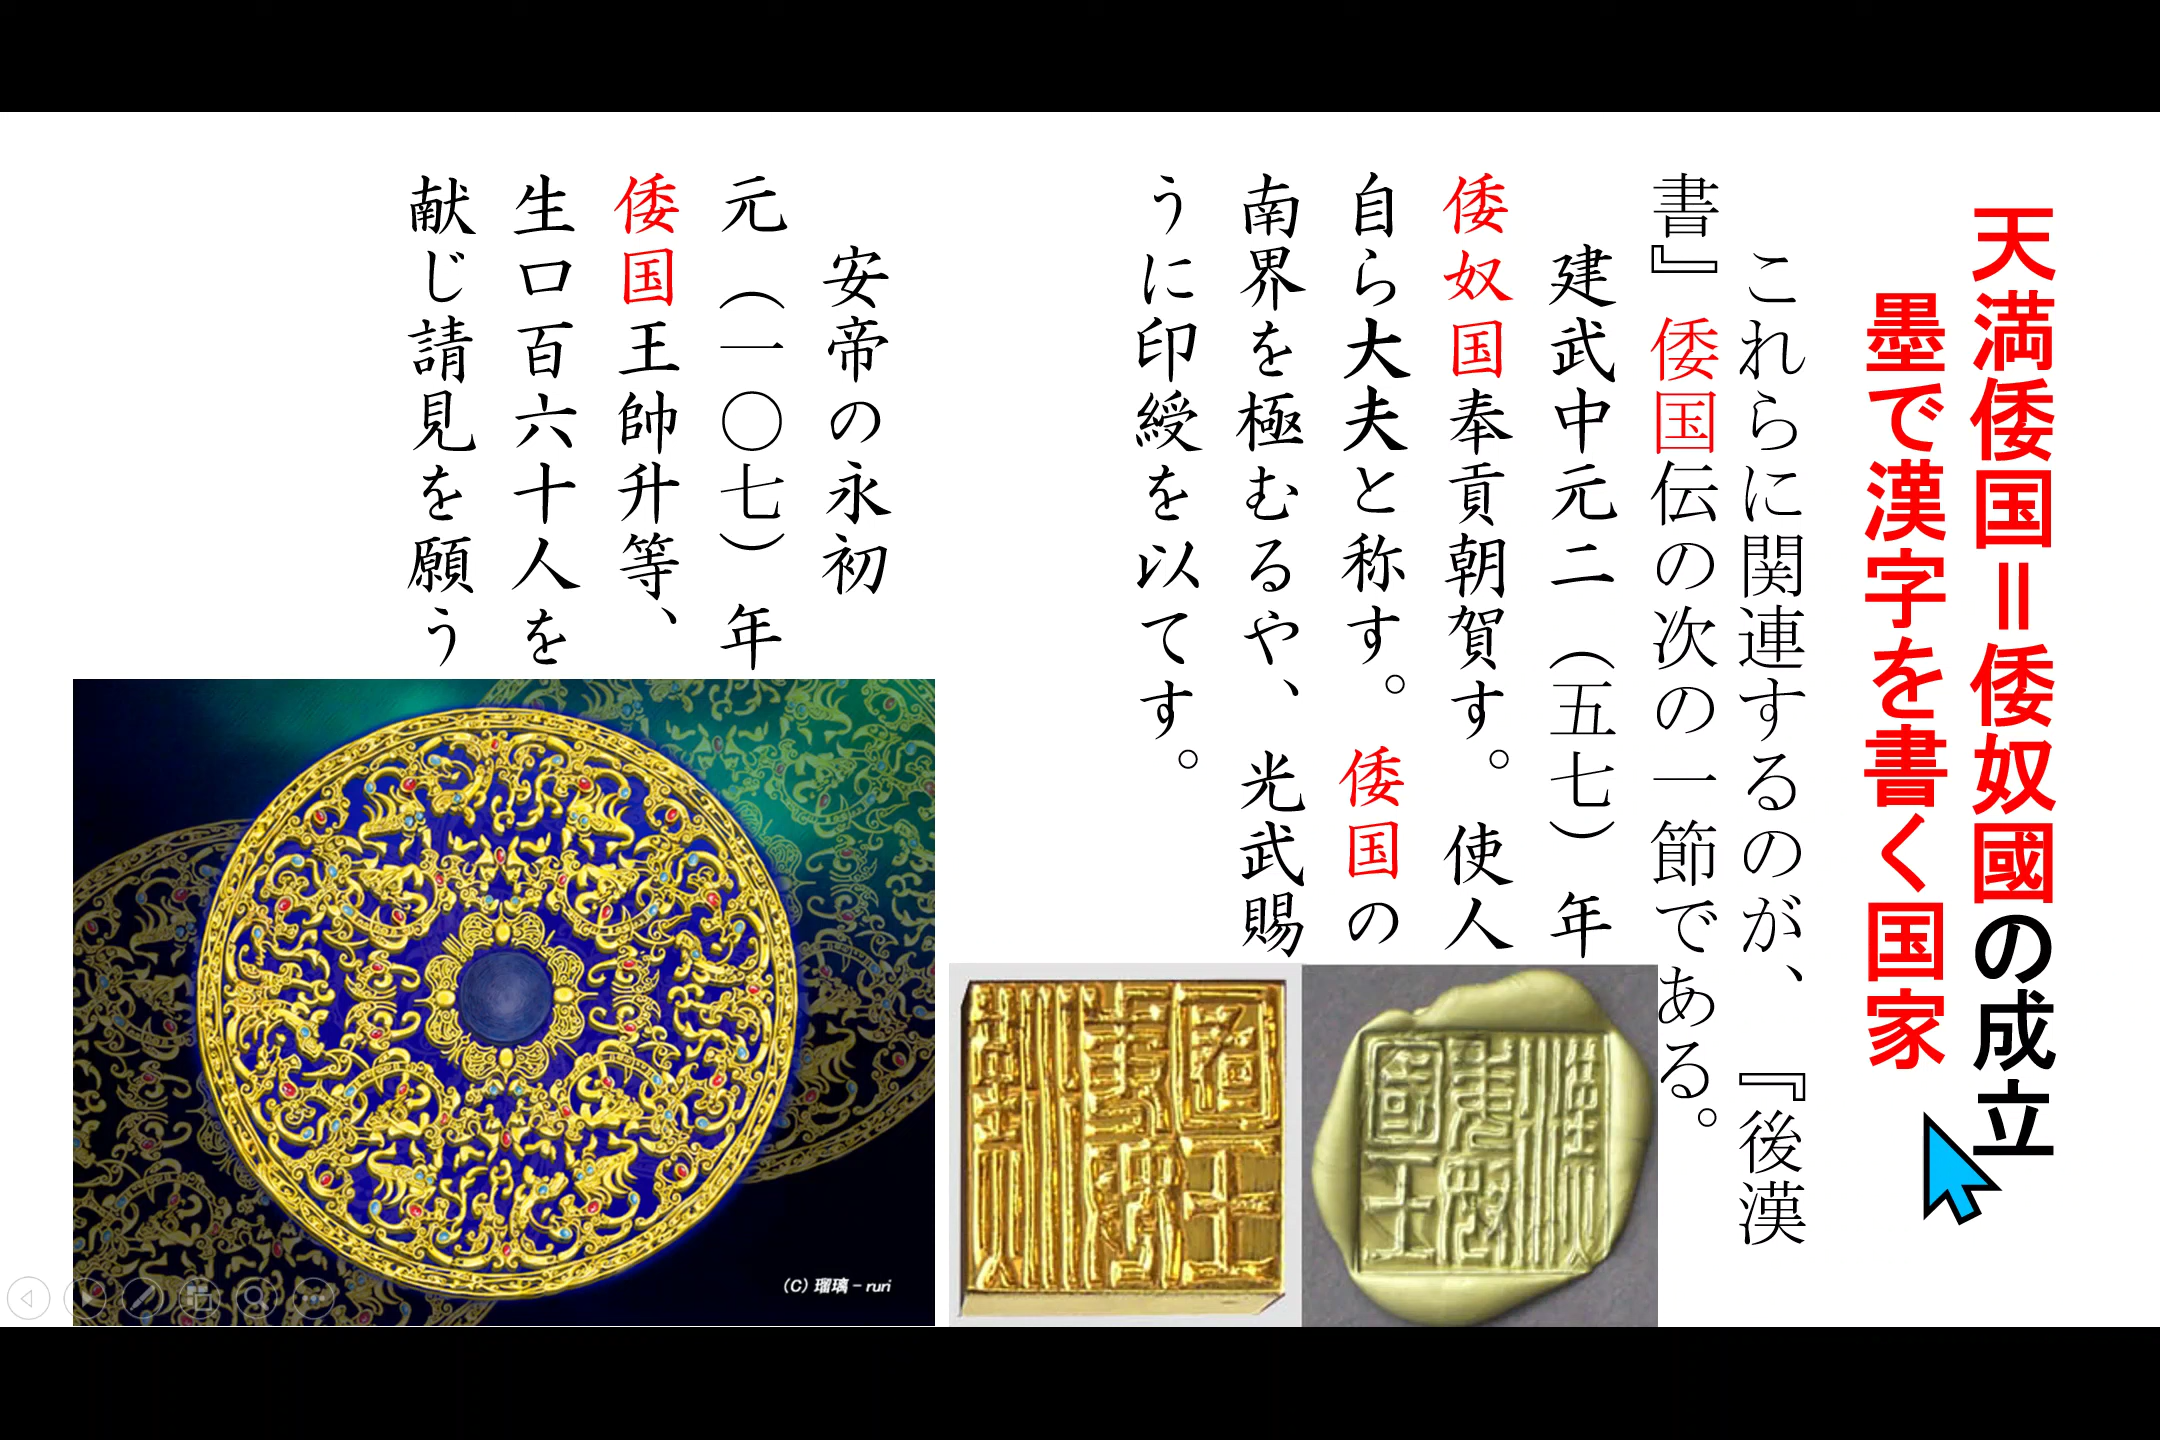 天満倭国＝倭奴國の成立
墨で漢字を書く国家
これらに関連するのが、『後漢
書』倭国伝の次の一節である。
建武中元二（五七）年
倭奴国奉貢朝賀す。使人
自ら大夫と称す。倭国の
南界を極むるや、光武賜
うに印綬を以てす。
安帝の永初
元（一〇七）年
倭国王帥升等、
生口百六十人を
献じ請見を願う
(C) 瑠璃 - ruri